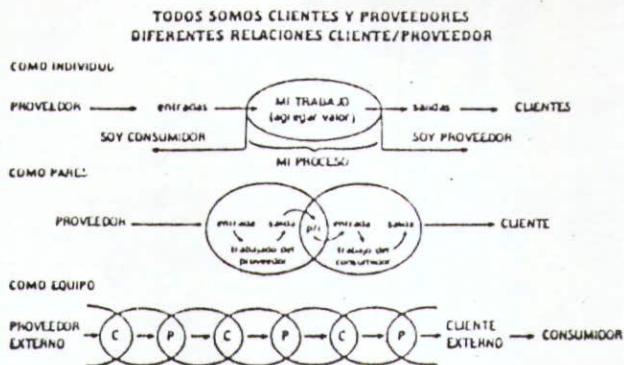 TODOS SOMOS CLIENTES Y PROVEEDORES
DIFERENTES RELACIONES CLIENTE/PROVEEDOR
COMO INDIVIDUO
PROVEEDOR entradas MI TRABAJO salidas CLIENTES
(agregar valor)
SOY CONSUMIDOR SOY PROVEEDOR
MI PROCESO
COMO PARES
PROVEEDOR entrada salida P/C entrada salida CLIENTE
trabajado del trabajo del
proveedor consumidor
COMO EQUIPO
PROVEEDOR C P C P C P CLIENTE CONSUMIDOR
EXTERNO EXTERNO